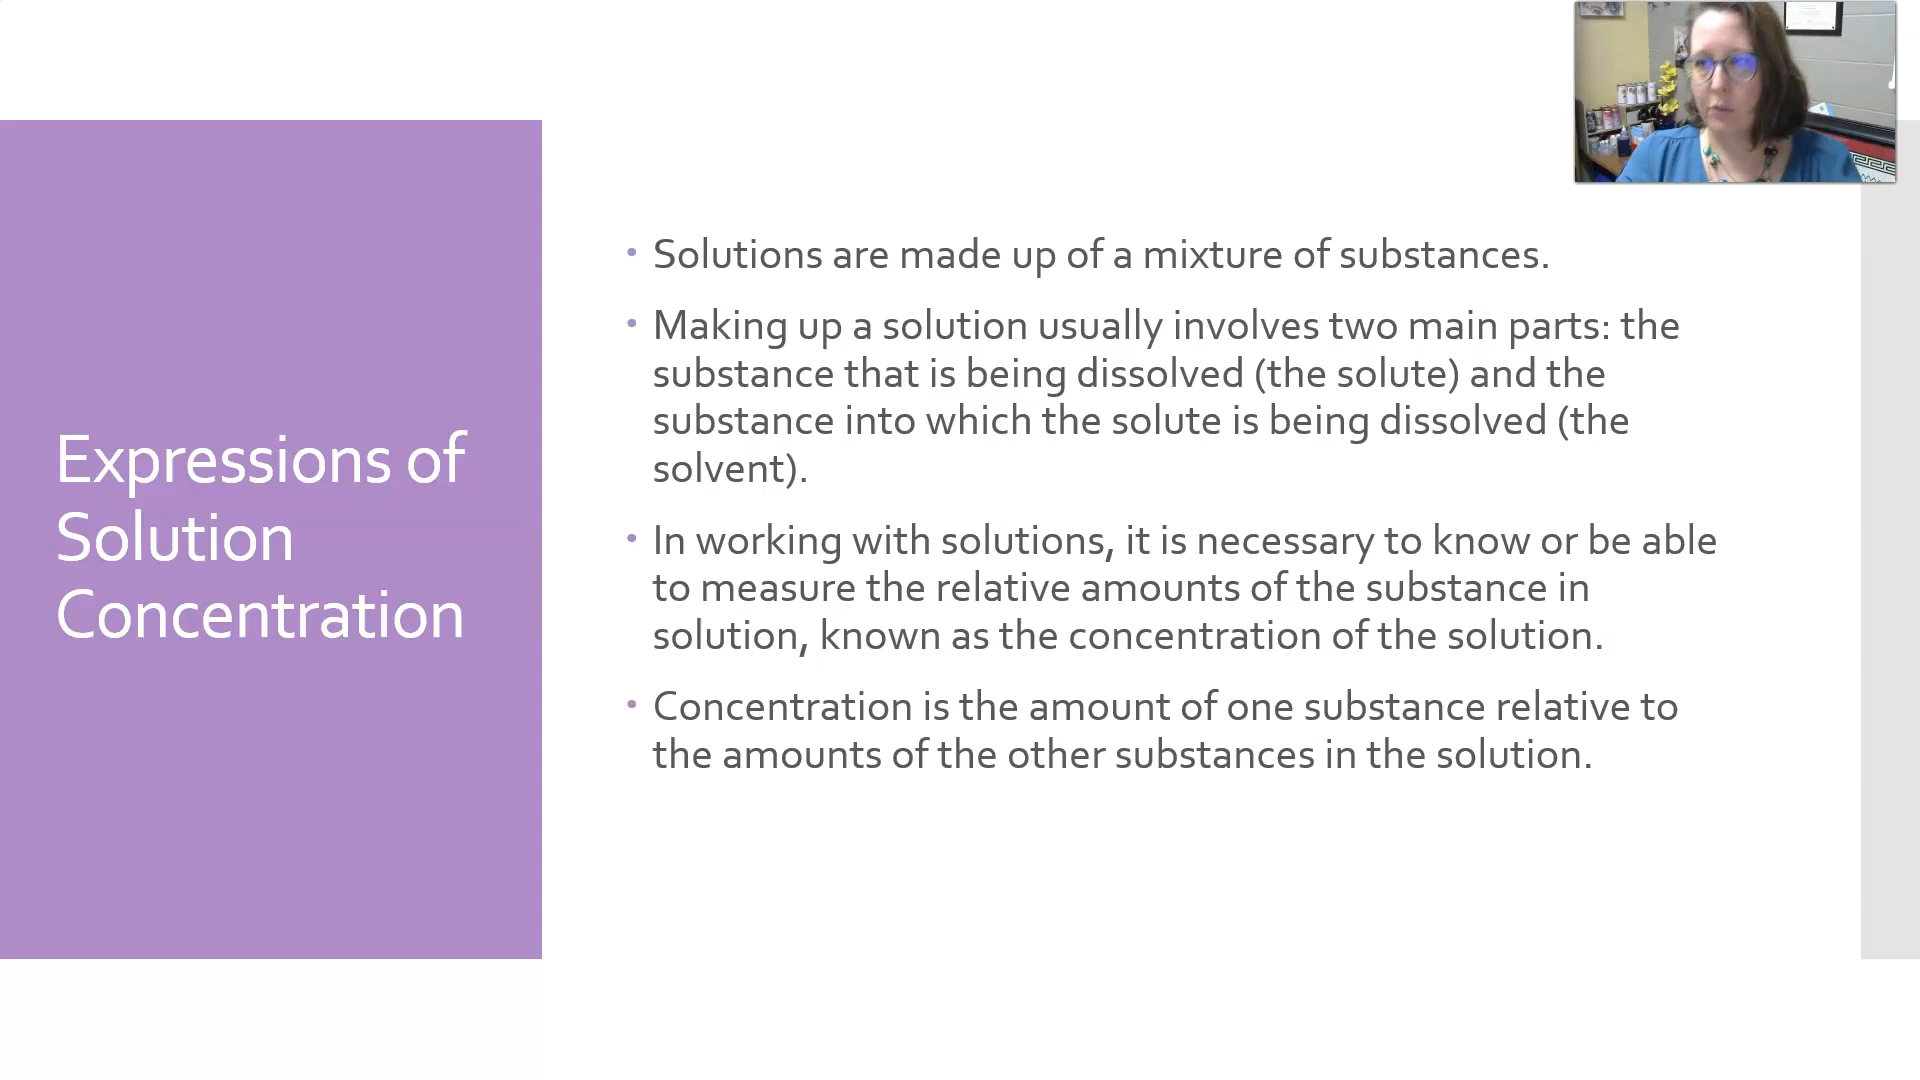 Expressions of
Solution
Concentration
• Solutions are made up of a mixture of substances.
• Making up a solution usually involves two main parts: the
substance that is being dissolved (the solute) and the
substance into which the solute is being dissolved (the
solvent).
• In working with solutions, it is necessary to know or be able
to measure the relative amounts of the substance in
solution, known as the concentration of the solution.
• Concentration is the amount of one substance relative to
the amounts of the other substances in the solution.